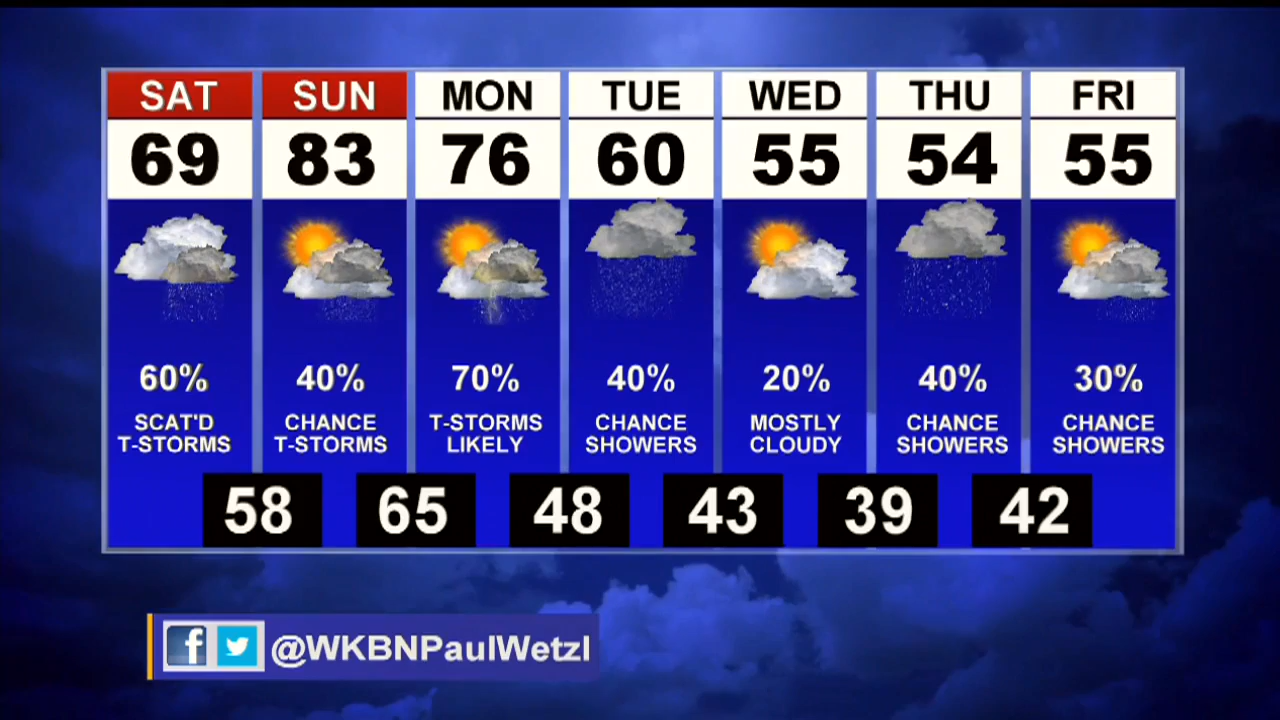 SAT SUN MON TUE WED THU FRI
69 83 76 60 55 54 55
60% 40% 70% 40% 20% 40% 30%
SCAT'D CHANCE T-STORMS CHANCE MOSTLY CHANCE CHANCE
T-STORMS T-STORMS LIKELY SHOWERS CLOUDY SHOWERS SHOWERS
58 65 48 43 39 42
f @WKBNPaulWetzl